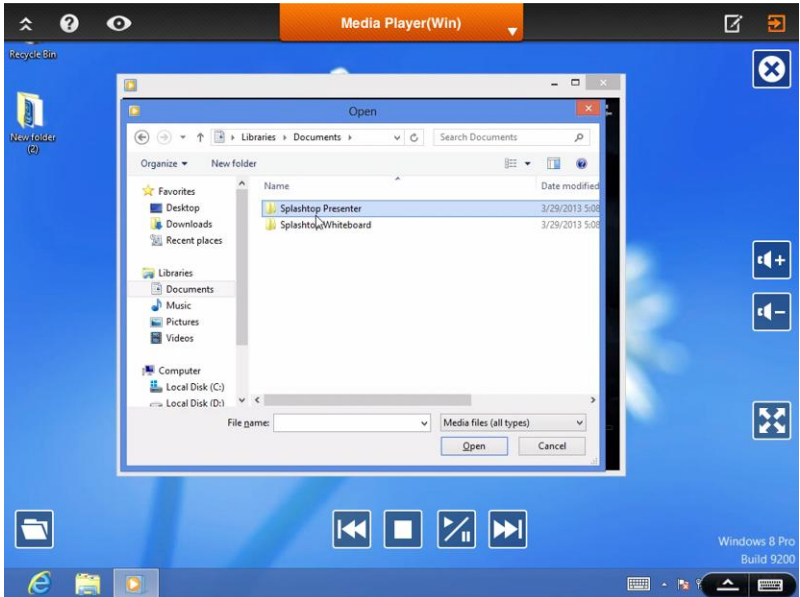 Media Player(Win)
Recycle Bin
New folder
(2)
Open
Libraries Documents
Search Documents
Organize New folder
Name Date modified
Favorites
Desktop
Downloads
Recent places
Libraries
Documents
Music
Pictures
Videos
Computer
Local Disk (C:)
Local Disk (D:)
Splashtop Presenter 3/29/2013 5:08
Splashtop Whiteboard 3/29/2013 5:08
File name: Media files (all types)
Open Cancel
Windows 8 Pro
Build 9200